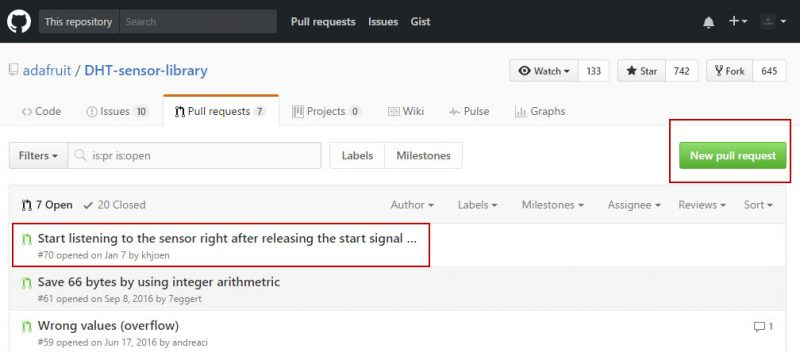 This repository Search Pull requests Issues Gist
adafruit / DHT-sensor-library Watch 133 Star 742 Fork 645
Code Issues 10 Pull requests 7 Projects 0 Wiki Pulse Graphs
Filters is:pr is:open Labels Milestones New pull request
7 Open 20 Closed Author Labels Milestones Assignee Reviews Sort
Start listening to the sensor right after releasing the start signal ...
#70 opened on Jan 7 by khjoen
Save 66 bytes by using integer arithmetric
#61 opened on Sep 8, 2016 by 7eggert
Wrong values (overflow) 1
#59 opened on Jun 17, 2016 by andreaci